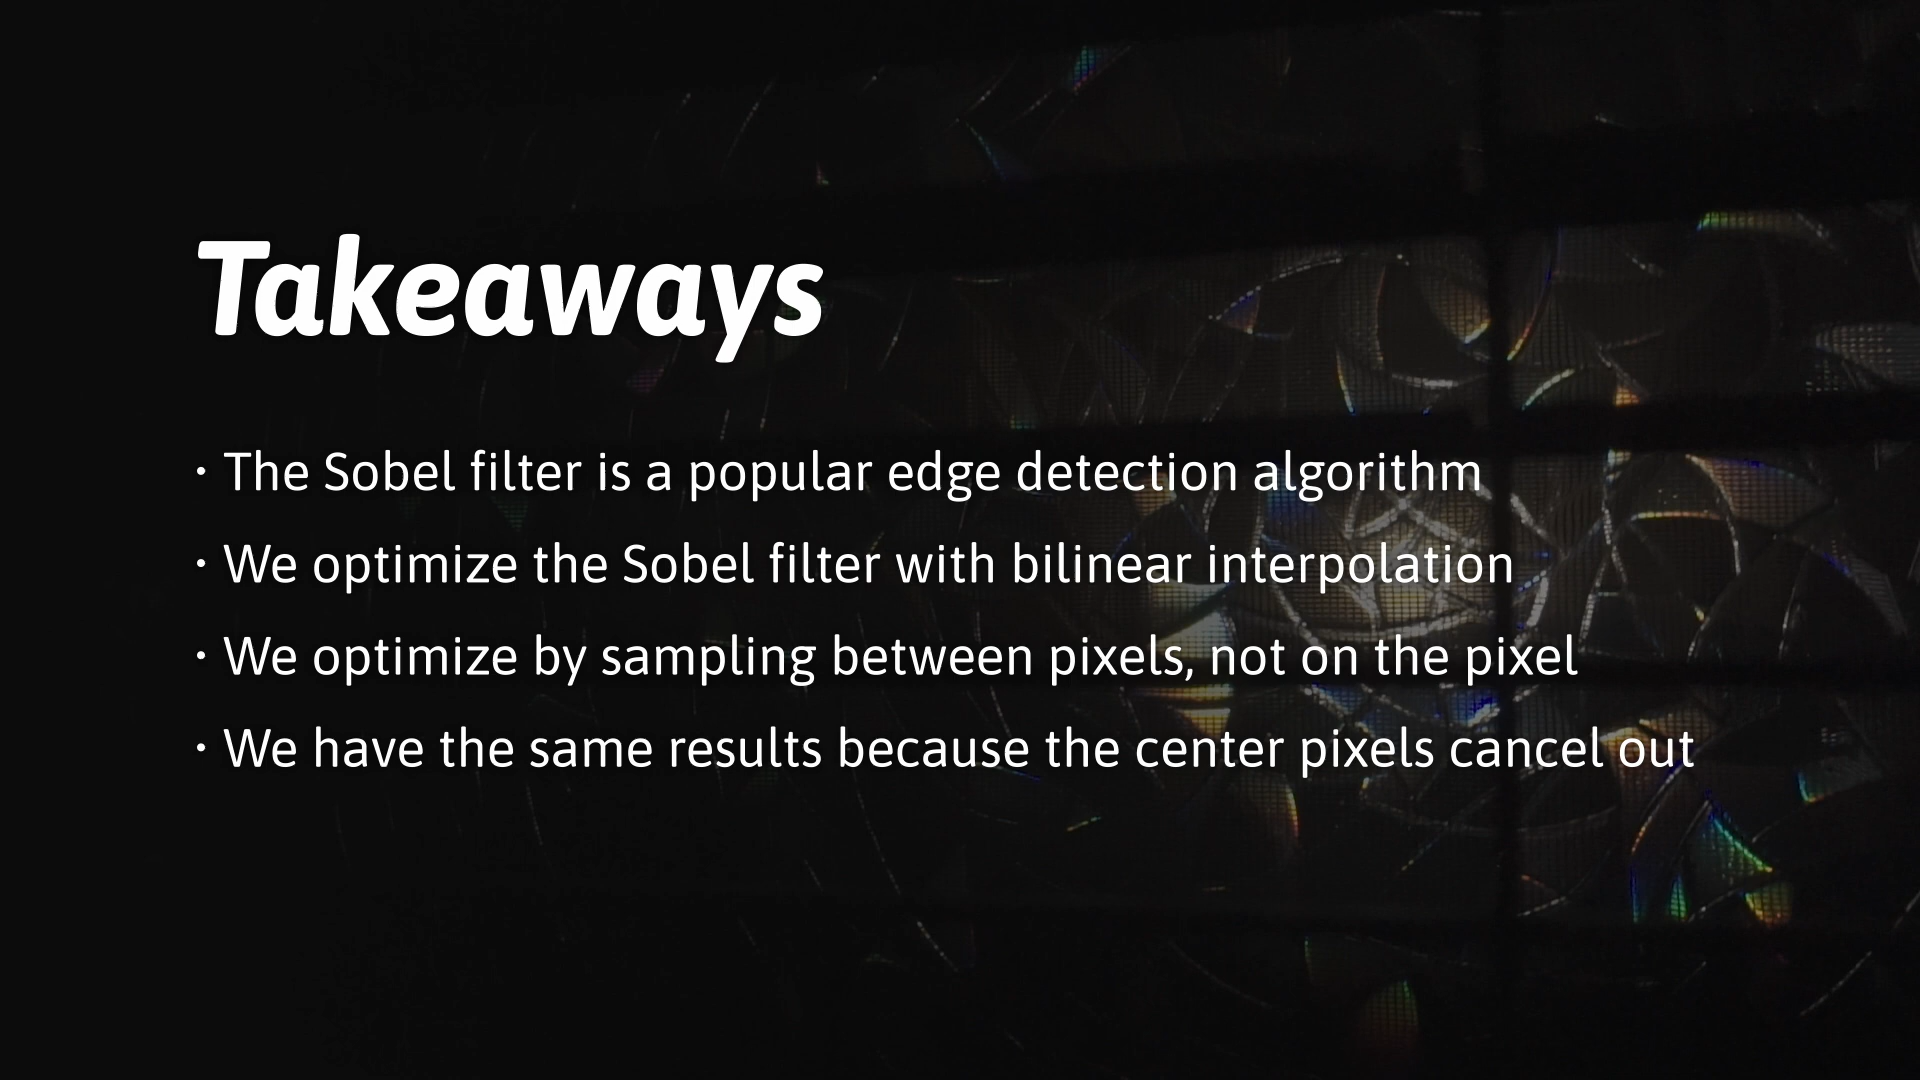 Takeaways
• The Sobel filter is a popular edge detection algorithm
• We optimize the Sobel filter with bilinear interpolation
• We optimize by sampling between pixels, not on the pixel
• We have the same results because the center pixels cancel out